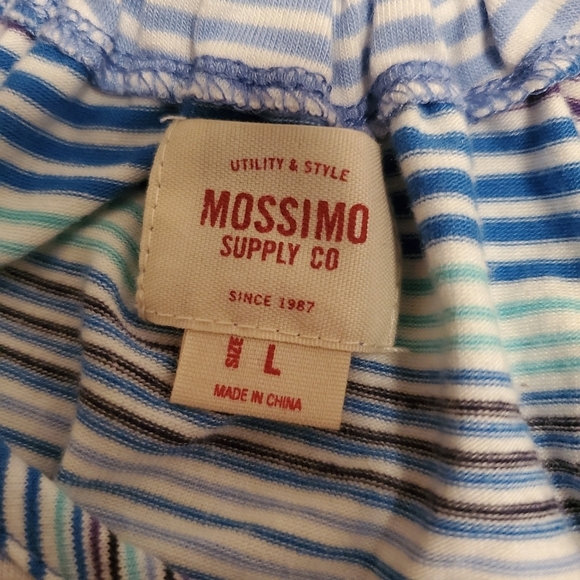 UTILITY & STYLE
MOSSIMO
SUPPLY CO
SINCE 1987
SIZE L
MADE IN CHINA